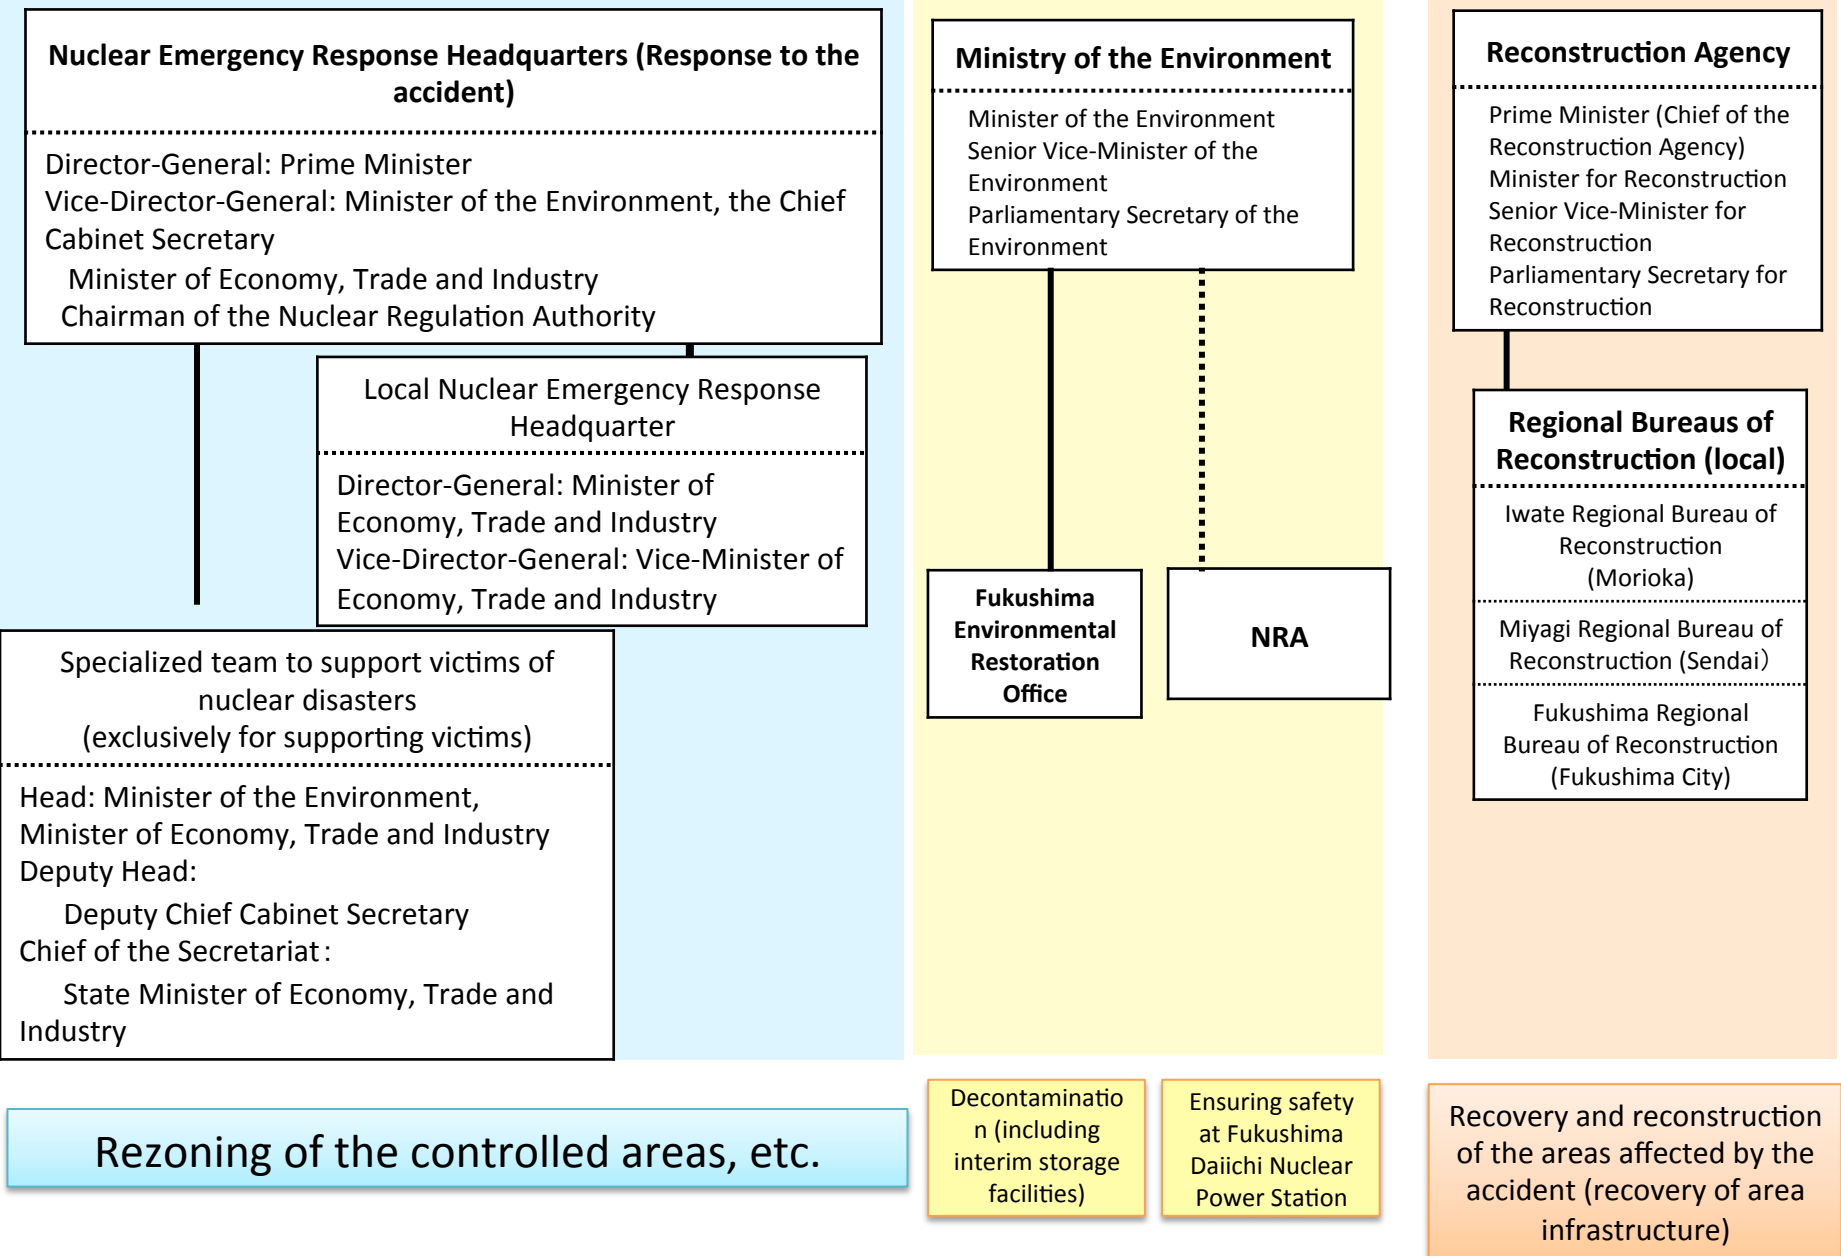 Nuclear Emergency Response Headquarters (Response to the
accident)
Director-General: Prime Minister
Vice-Director-General: Minister of the Environment, the Chief
Cabinet Secretary
Minister of Economy, Trade and Industry
Chairman of the Nuclear Regulation Authority
Local Nuclear Emergency Response
Headquarter
Director-General: Minister of
Economy, Trade and Industry
Vice-Director-General: Vice-Minister of
Economy, Trade and Industry
Specialized team to support victims of
nuclear disasters
(exclusively for supporting victims)
Head: Minister of the Environment,
Minister of Economy, Trade and Industry
Deputy Head:
Deputy Chief Cabinet Secretary
Chief of the Secretariat：
State Minister of Economy, Trade and
Industry
Rezoning of the controlled areas, etc.
Ministry of the Environment
Minister of the Environment
Senior Vice-Minister of the
Environment
Parliamentary Secretary of the
Environment
Fukushima
Environmental
Restoration
Office
NRA
Decontaminatio
n (including
interim storage
facilities)
Ensuring safety
at Fukushima
Daiichi Nuclear
Power Station
Reconstruction Agency
Prime Minister (Chief of the
Reconstruction Agency)
Minister for Reconstruction
Senior Vice-Minister for
Reconstruction
Parliamentary Secretary for
Reconstruction
Regional Bureaus of
Reconstruction (local)
Iwate Regional Bureau of
Reconstruction
(Morioka)
Miyagi Regional Bureau of
Reconstruction (Sendai）
Fukushima Regional
Bureau of Reconstruction
(Fukushima City)
Recovery and reconstruction
of the areas affected by the
accident (recovery of area
infrastructure)